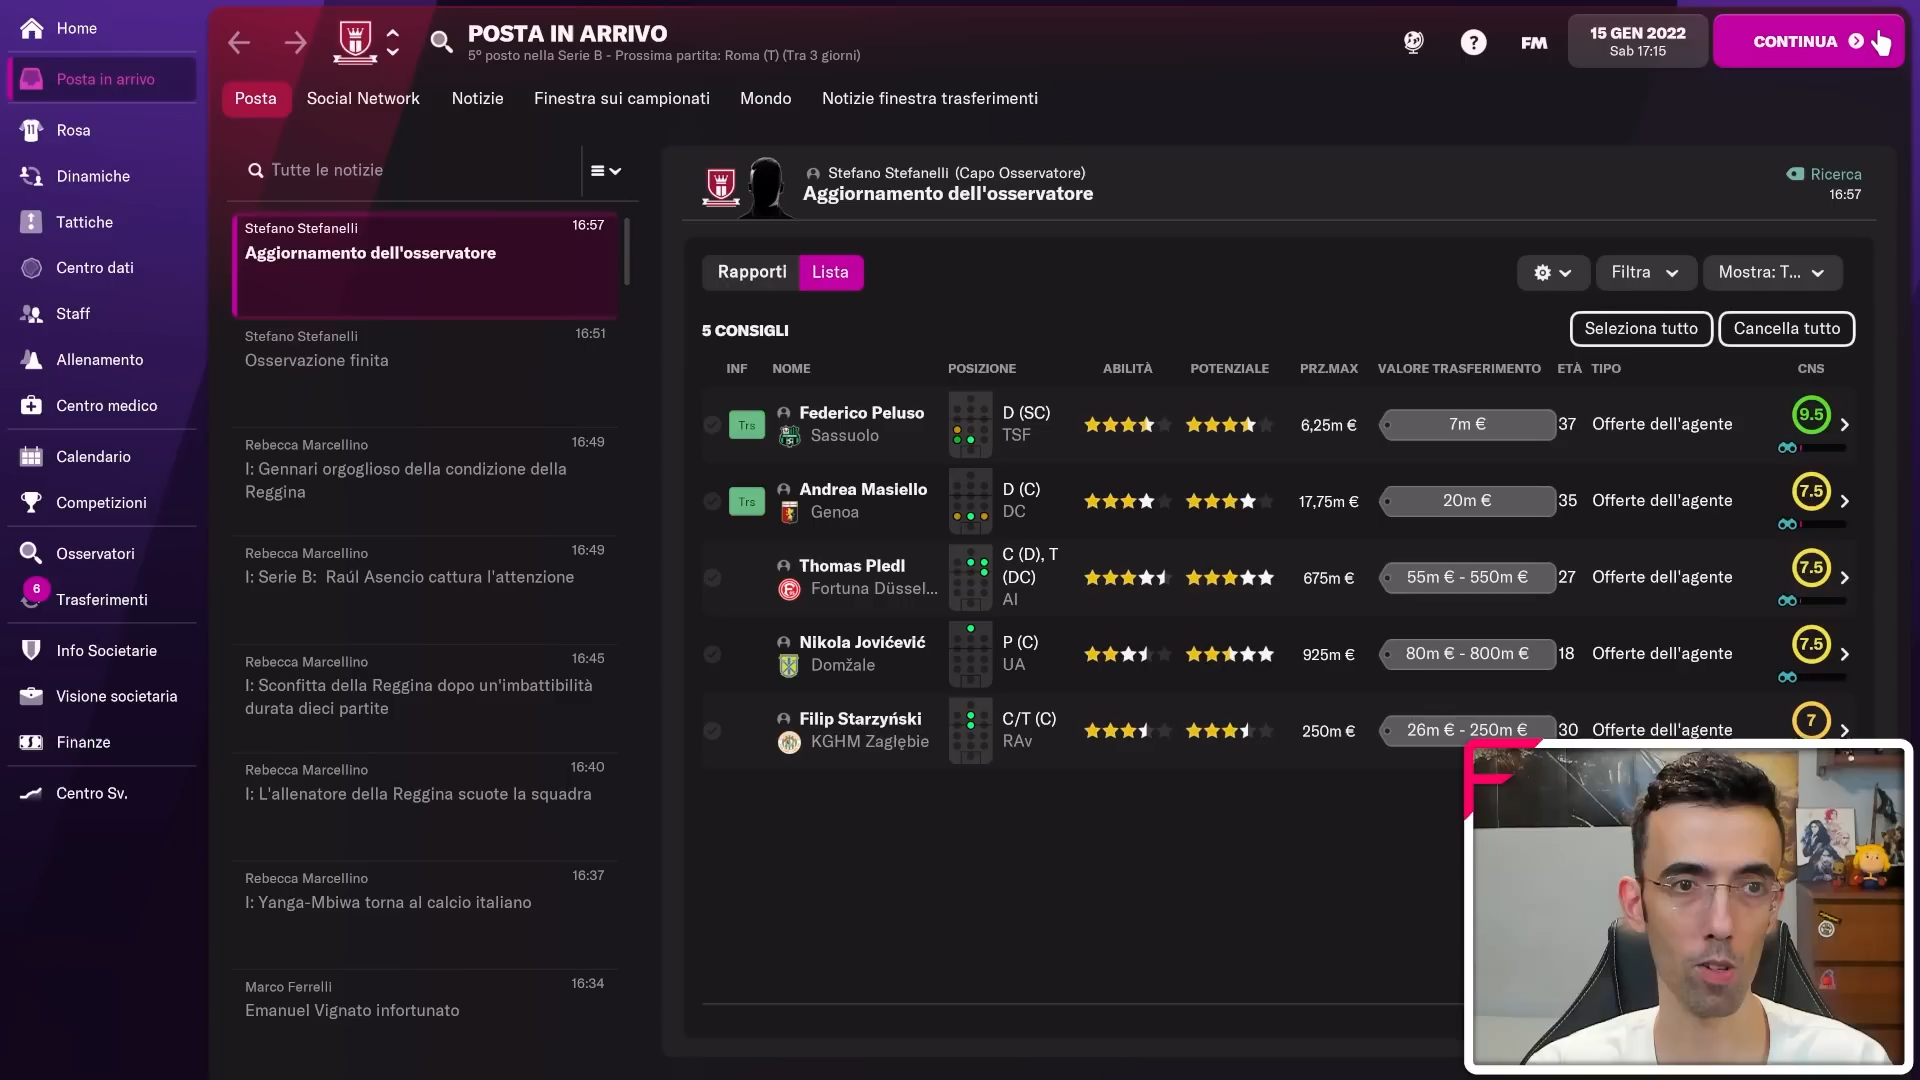 Home
Posta in arrivo
Rosa
Dinamiche
Tattiche
Centro dati
Staff
Allenamento
Centro medico
Calendario
Competizioni
Osservatori
6
Trasferimenti
Info Societarie
Visione societaria
Finanze
Centro Sv.
POSTA IN ARRIVO
5° posto nella Serie B - Prossima partita: Roma (T) (Tra 3 giorni)
?
FM
15 GEN 2022
Sab 17:15
CONTINUA
Posta
Social Network
Notizie
Finestra sui campionati
Mondo
Notizie finestra trasferimenti
Tutte le notizie
Stefano Stefanelli 16:57
Aggiornamento dell'osservatore
Stefano Stefanelli 16:51
Osservazione finita
Rebecca Marcellino 16:49
I: Gennari orgoglioso della condizione della
Reggina
Rebecca Marcellino 16:49
I: Serie B: Raúl Asencio cattura l'attenzione
Rebecca Marcellino 16:45
I: Sconfitta della Reggina dopo un'imbattibilità
durata dieci partite
Rebecca Marcellino 16:40
I: L'allenatore della Reggina scuote la squadra
Rebecca Marcellino 16:37
I: Yanga-Mbiwa torna al calcio italiano
Marco Ferrelli 16:34
Emanuel Vignato infortunato
Stefano Stefanelli (Capo Osservatore)
Aggiornamento dell'osservatore
Ricerca
16:57
Rapporti
Lista
Filtra
Mostra: T...
5 CONSIGLI
Seleziona tutto
Cancella tutto
INF NOME POSIZIONE ABILITÀ POTENZIALE PRZ.MAX VALORE TRASFERIMENTO ETÀ TIPO CNS
Trs Federico Peluso Sassuolo D (SC) TSF 6,25m € 7m € 37 Offerte dell'agente 9.5
Trs Andrea Masiello Genoa D (C) DC 17,75m € 20m € 35 Offerte dell'agente 7.5
Thomas Pledl Fortuna Düssel... C (D), T (DC) AI 675m € 55m € - 550m € 27 Offerte dell'agente 7.5
Nikola Jovićević Domžale P (C) UA 925m € 80m € - 800m € 18 Offerte dell'agente 7.5
Filip Starzyński KGHM Zagłębie C/T (C) RAv 250m € 26m € - 250m € 30 Offerte dell'agente 7